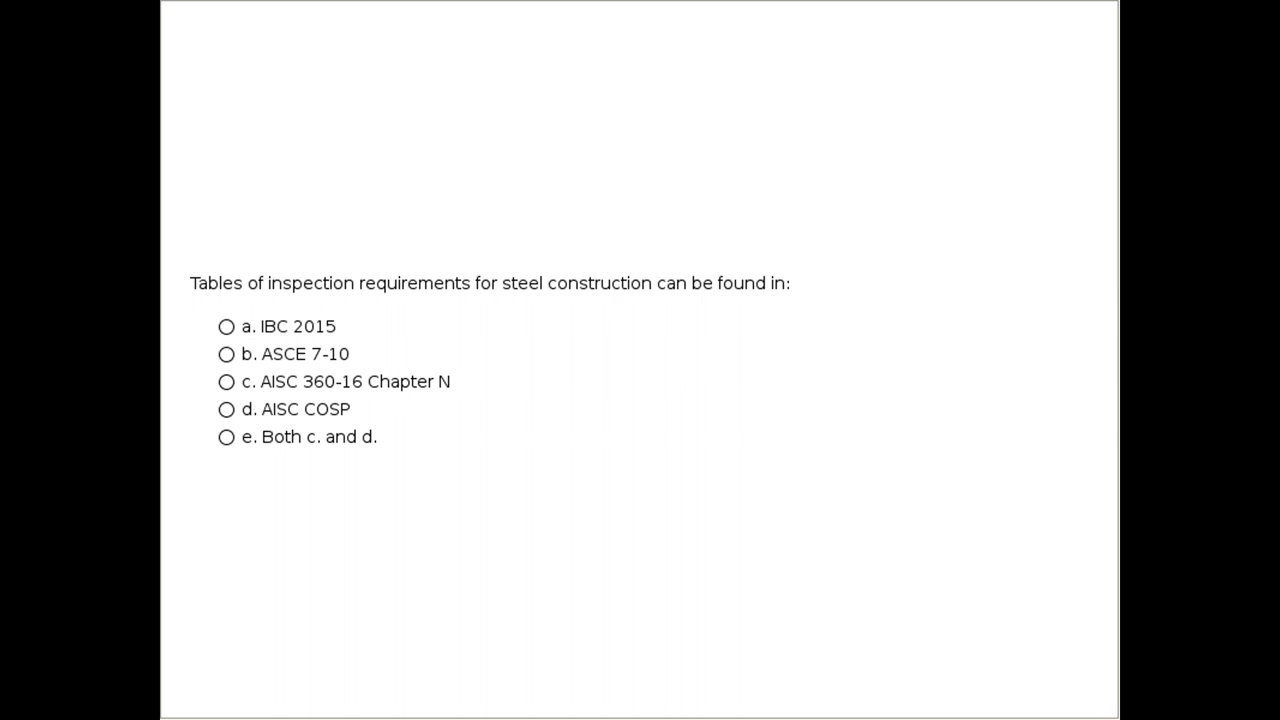 Tables of inspection requirements for steel construction can be found in:
a. IBC 2015
b. ASCE 7-10
c. AISC 360-16 Chapter N
d. AISC COSP
e. Both c. and d.